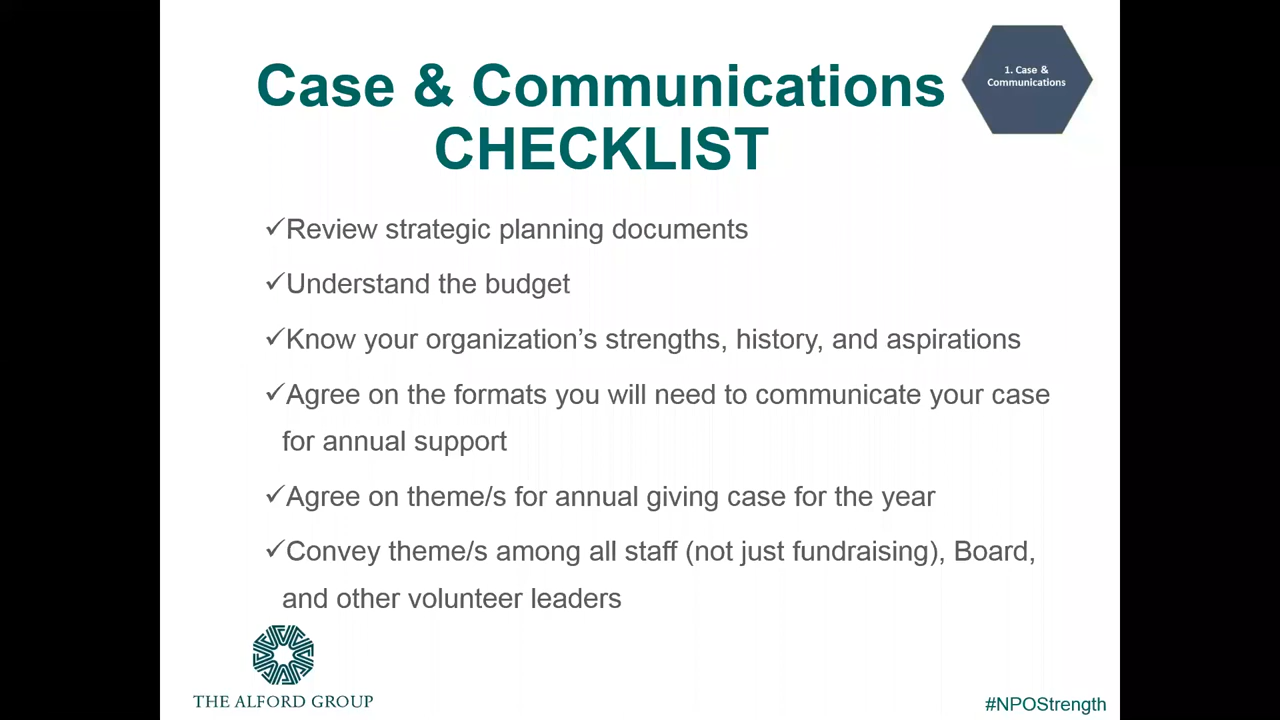 Case & Communications
CHECKLIST
1. Case &
Communications
✓Review strategic planning documents
✓Understand the budget
✓Know your organization’s strengths, history, and aspirations
✓Agree on the formats you will need to communicate your case
for annual support
✓Agree on theme/s for annual giving case for the year
✓Convey theme/s among all staff (not just fundraising), Board,
and other volunteer leaders
THE ALFORD GROUP
#NPOStrength